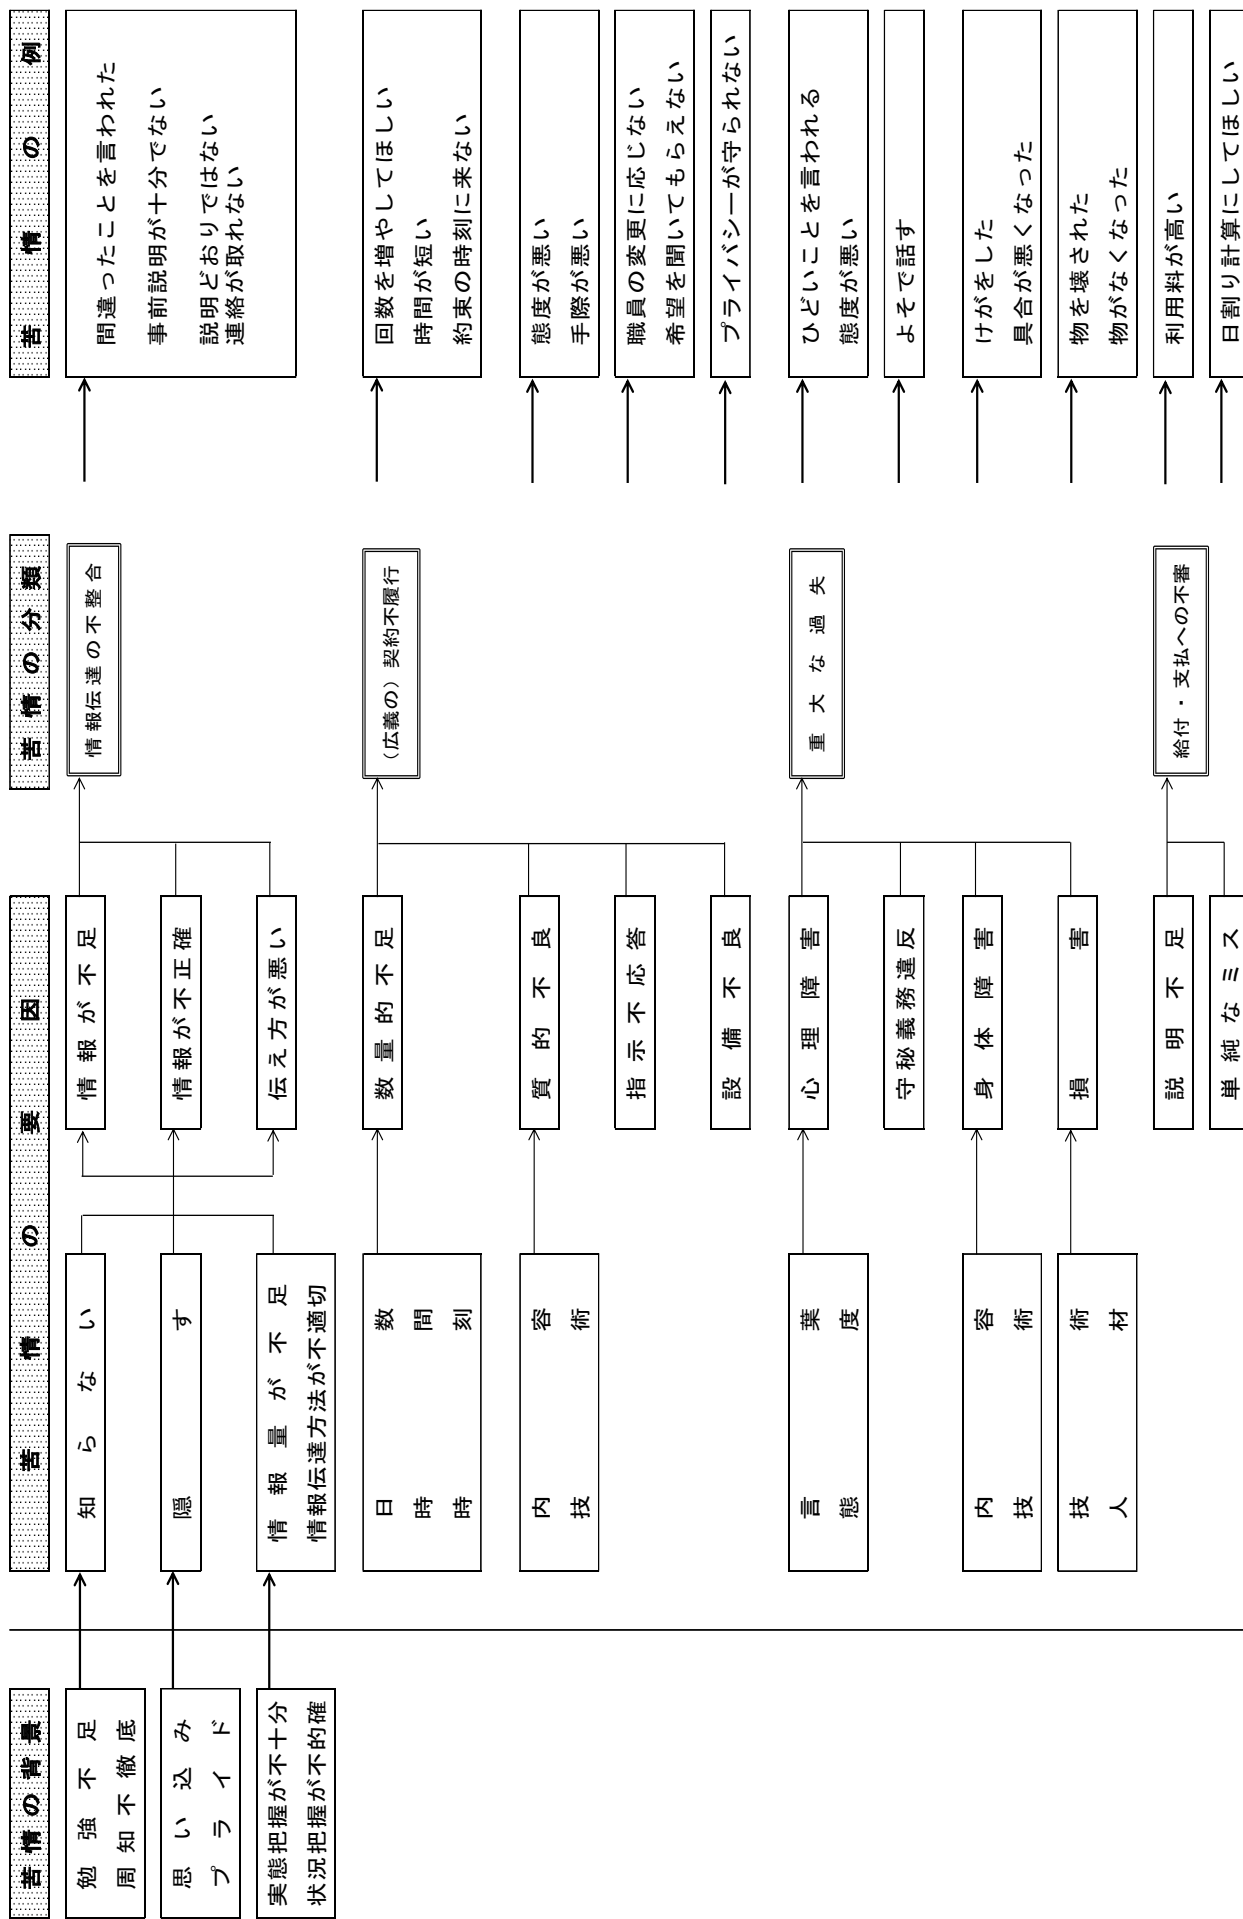 苦情の背景
苦情の要因
苦情の分類
苦情の例
勉強不足
周知不徹底
思い込み
プライド
実態把握が不十分
状況把握が不的確
知らない
隠す
情報量が不足
情報伝達方法が不適切
日数
時間
時刻
内容
技術
言葉
態度
内容
技術
技術
人材
情報が不足
情報が不正確
伝え方が悪い
数量的不足
質的不良
指示不応答
設備不良
心理障害
守秘義務違反
身体障害
損害
説明不足
単純なミス
情報伝達の不整合
（広義の）契約不履行
重大な過失
給付・支払への不審
間違ったことを言われた
事前説明が十分でない
説明どおりではない
連絡が取れない
回数を増やしてほしい
時間が短い
約束の時刻に来ない
態度が悪い
手際が悪い
職員の変更に応じない
希望を聞いてもらえない
プライバシーが守られない
ひどいことを言われる
態度が悪い
よそで話す
けがをした
具合が悪くなった
物を壊された
物がなくなった
利用料が高い
日割り計算にしてほしい